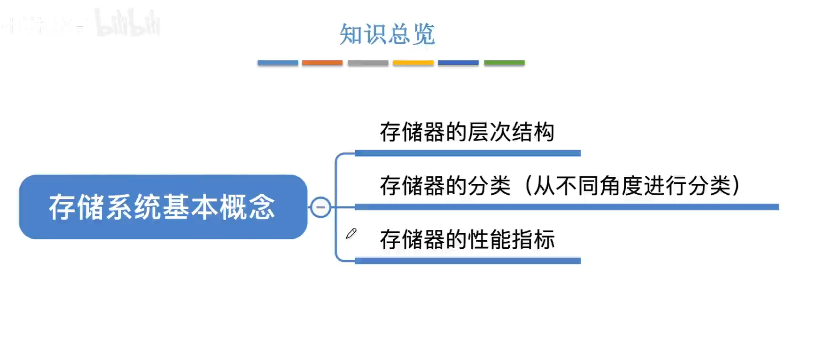 bilibili
知识总览
存储器的层次结构
存储器的分类（从不同角度进行分类）
存储系统基本概念
存储器的性能指标